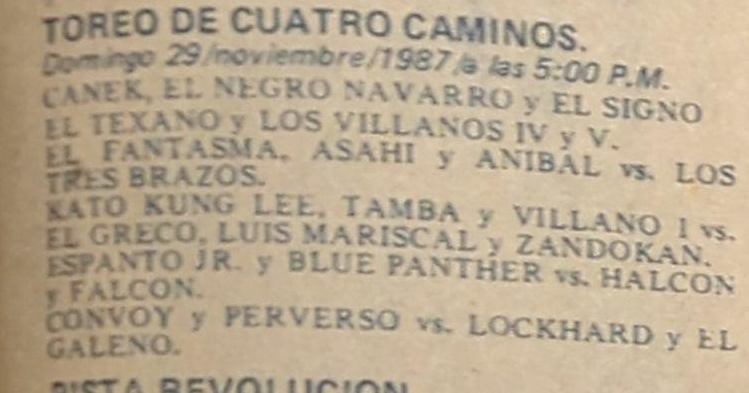 TOREO DE CUATRO CAMINOS.
Domingo 29/noviembre/1987/a las 5:00 P.M.
CANEK, EL NEGRO NAVARRO y EL SIGNO
EL TEXANO y LOS VILLANOS IV y V.
EL FANTASMA, ASAHI y ANIBAL vs. LOS
TRES BRAZOS.
KATO KUNG LEE, TAMBA y VILLANO I vs.
EL GRECO, LUIS MARISCAL y ZANDOKAN.
ESPANTO JR. y BLUE PANTHER vs. HALCON
y FALCON.
CONVOY y PERVERSO vs. LOCKHARD y EL
GALENO.
PISTA REVOLUCION